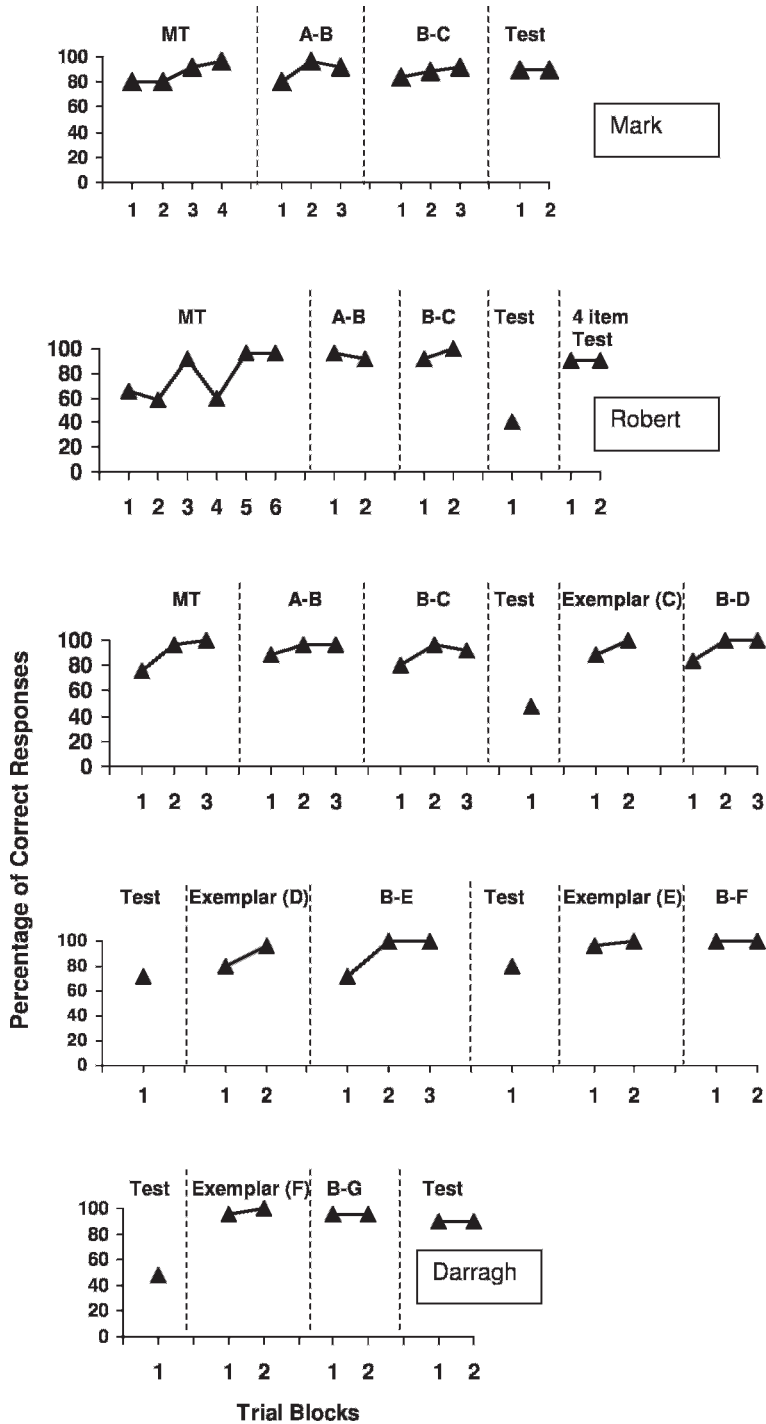 MT A-B B-C Test
100
80
60
40
20
0
1 2 3 4 1 2 3 1 2 3 1 2
Mark
MT A-B B-C Test 4 item
Test
100
80
60
40
20
0
1 2 3 4 5 6 1 2 1 2 1 1 2
Robert
Percentage of Correct Responses
MT A-B B-C Test Exemplar (C) B-D
100
80
60
40
20
0
1 2 3 1 2 3 1 2 3 1 1 2 1 2 3
Test Exemplar (D) B-E Test Exemplar (E) B-F
100
80
60
40
20
0
1 1 2 1 2 3 1 1 2 1 2
Test Exemplar (F) B-G Test
100
80
60
40
20
0
1 1 2 1 2 1 2
Darragh
Trial Blocks